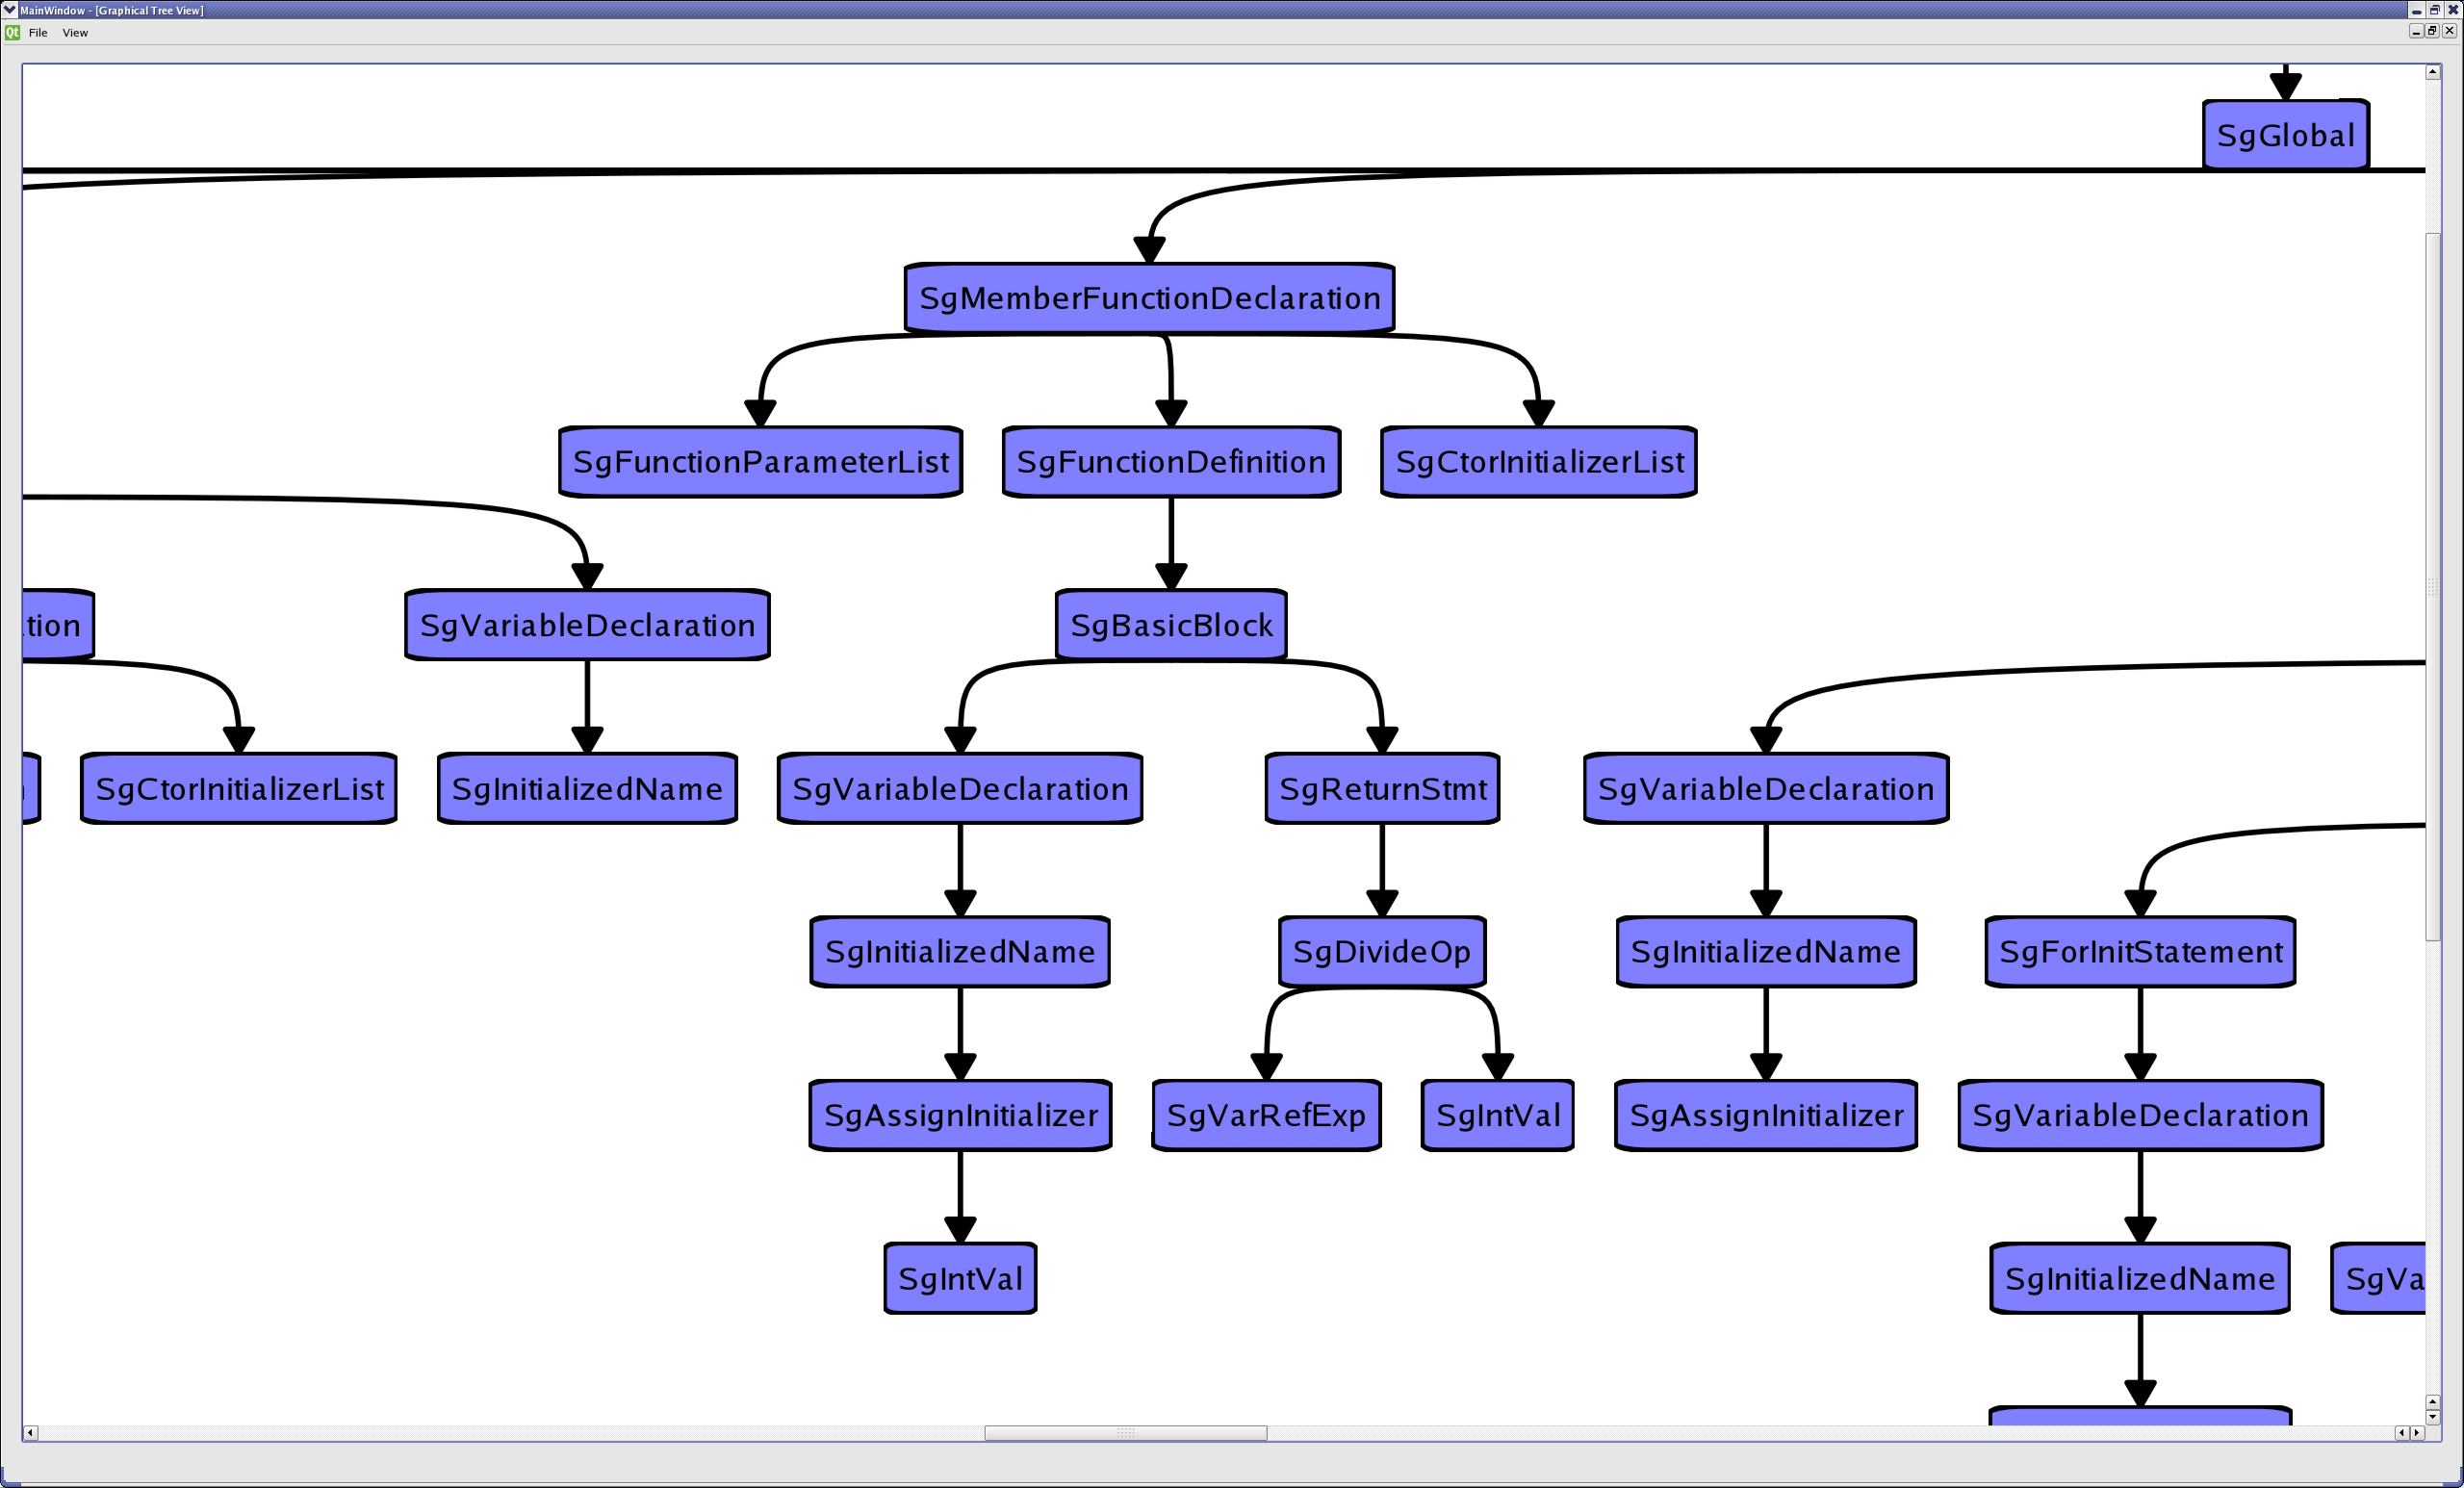 MainWindow - [Graphical Tree View]
Qt File View
SgGlobal
SgMemberFunctionDeclaration
SgFunctionParameterList SgFunctionDefinition SgCtorInitializerList
tion SgVariableDeclaration SgBasicBlock
SgCtorInitializerList SgInitializedName SgVariableDeclaration SgReturnStmt SgVariableDeclaration
SgInitializedName SgDivideOp SgInitializedName SgForInitStatement
SgAssignInitializer SgVarRefExp SgIntVal SgAssignInitializer SgVariableDeclaration
SgIntVal SgInitializedName SgVa